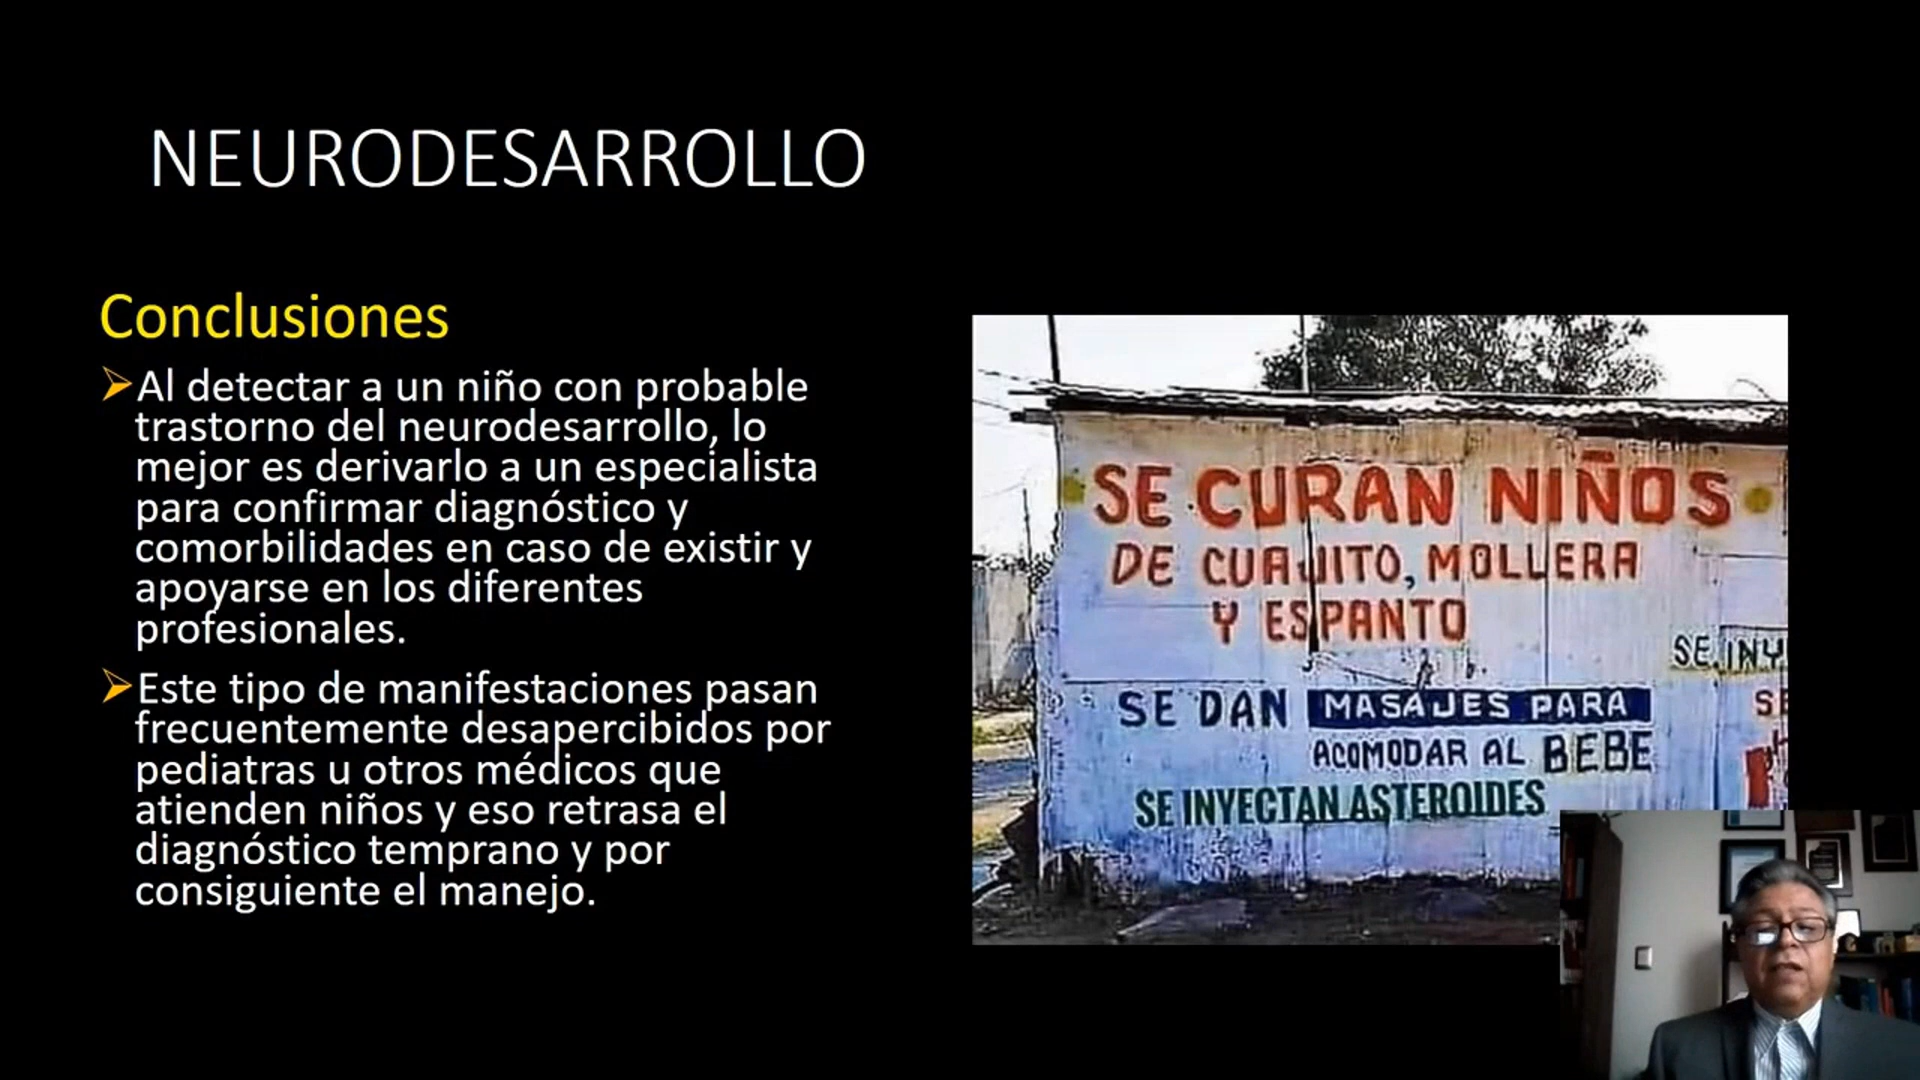 NEURODESARROLLO
Conclusiones
Al detectar a un niño con probable
trastorno del neurodesarrollo, lo
mejor es derivarlo a un especialista
para confirmar diagnóstico y
comorbilidades en caso de existir y
apoyarse en los diferentes
profesionales.
Este tipo de manifestaciones pasan
frecuentemente desapercibidos por
pediatras u otros médicos que
atienden niños y eso retrasa el
diagnóstico temprano y por
consiguiente el manejo.
SE CURAN NIÑOS
DE CUAJITO, MOLLERA
Y ESPANTO
SE INY
SE DAN MASAJES PARA
ACOMODAR AL BEBE
SE INYECTAN ASTEROIDES
SE